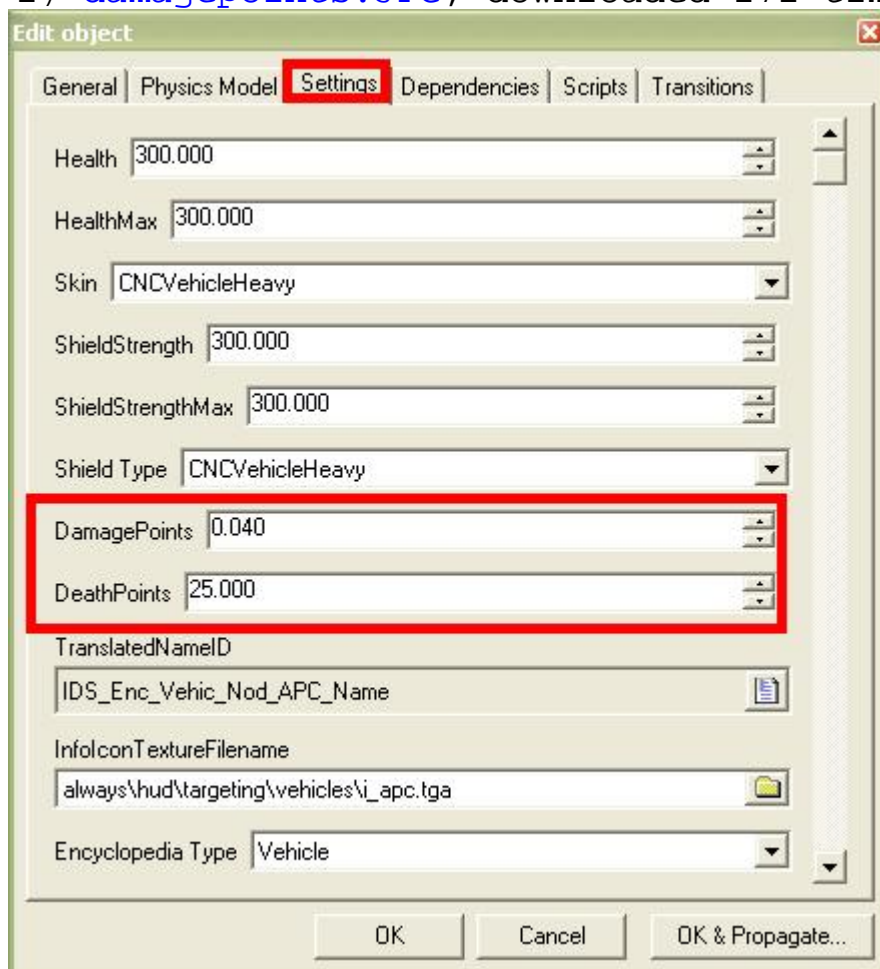 Edit object
General Physics Model Settings Dependencies Scripts Transitions
Health 300.000
HealthMax 300.000
Skin CNCVehicleHeavy
ShieldStrength 300.000
ShieldStrengthMax 300.000
Shield Type CNCVehicleHeavy
DamagePoints 0.040
DeathPoints 25.000
TranslatedNameID
IDS_Enc_Vehic_Nod_APC_Name
InfoIconTextureFilename
always\hud\targeting\vehicles\i_apc.tga
Encyclopedia Type Vehicle
OK Cancel OK & Propagate...